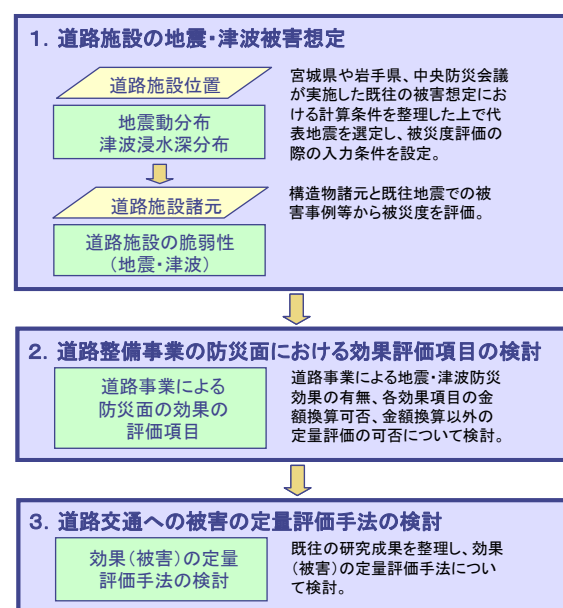 1. 道路施設の地震・津波被害想定
道路施設位置
地震動分布
津波浸水深分布
宮城県や岩手県、中央防災会議
が実施した既往の被害想定にお
ける計算条件を整理した上で代
表地震を選定し、被災度評価の
際の入力条件を設定。
道路施設諸元
道路施設の脆弱性
(地震・津波)
構造物諸元と既往地震での被
害事例等から被災度を評価。
2. 道路整備事業の防災面における効果評価項目の検討
道路事業による
防災面の効果の
評価項目
道路事業による地震・津波防災
効果の有無、各効果項目の金
額換算可否、金額換算以外の
定量評価の可否について検討。
3. 道路交通への被害の定量評価手法の検討
効果(被害)の定量
評価手法の検討
既往の研究成果を整理し、効果
(被害)の定量評価手法につい
て検討。